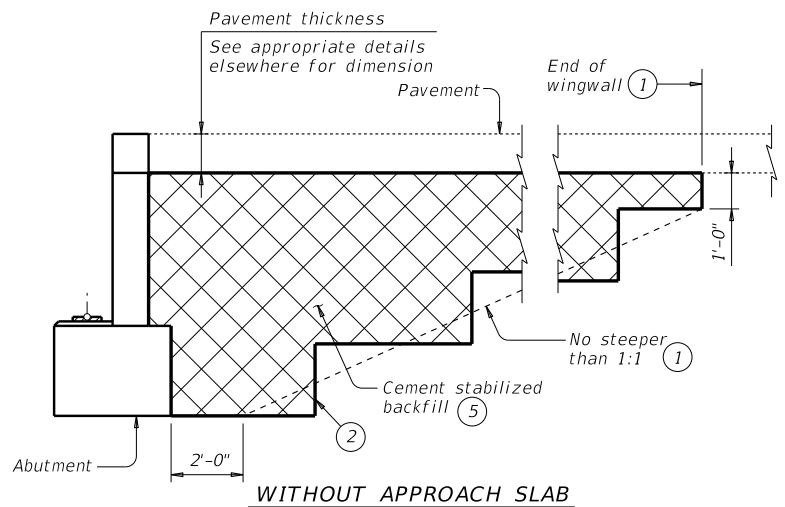 Pavement thickness
See appropriate details
elsewhere for dimension
Pavement
End of
wingwall 1
1'-0"
No steeper
than 1:1 1
Cement stabilized
backfill 5
2
2'-0"
Abutment
WITHOUT APPROACH SLAB